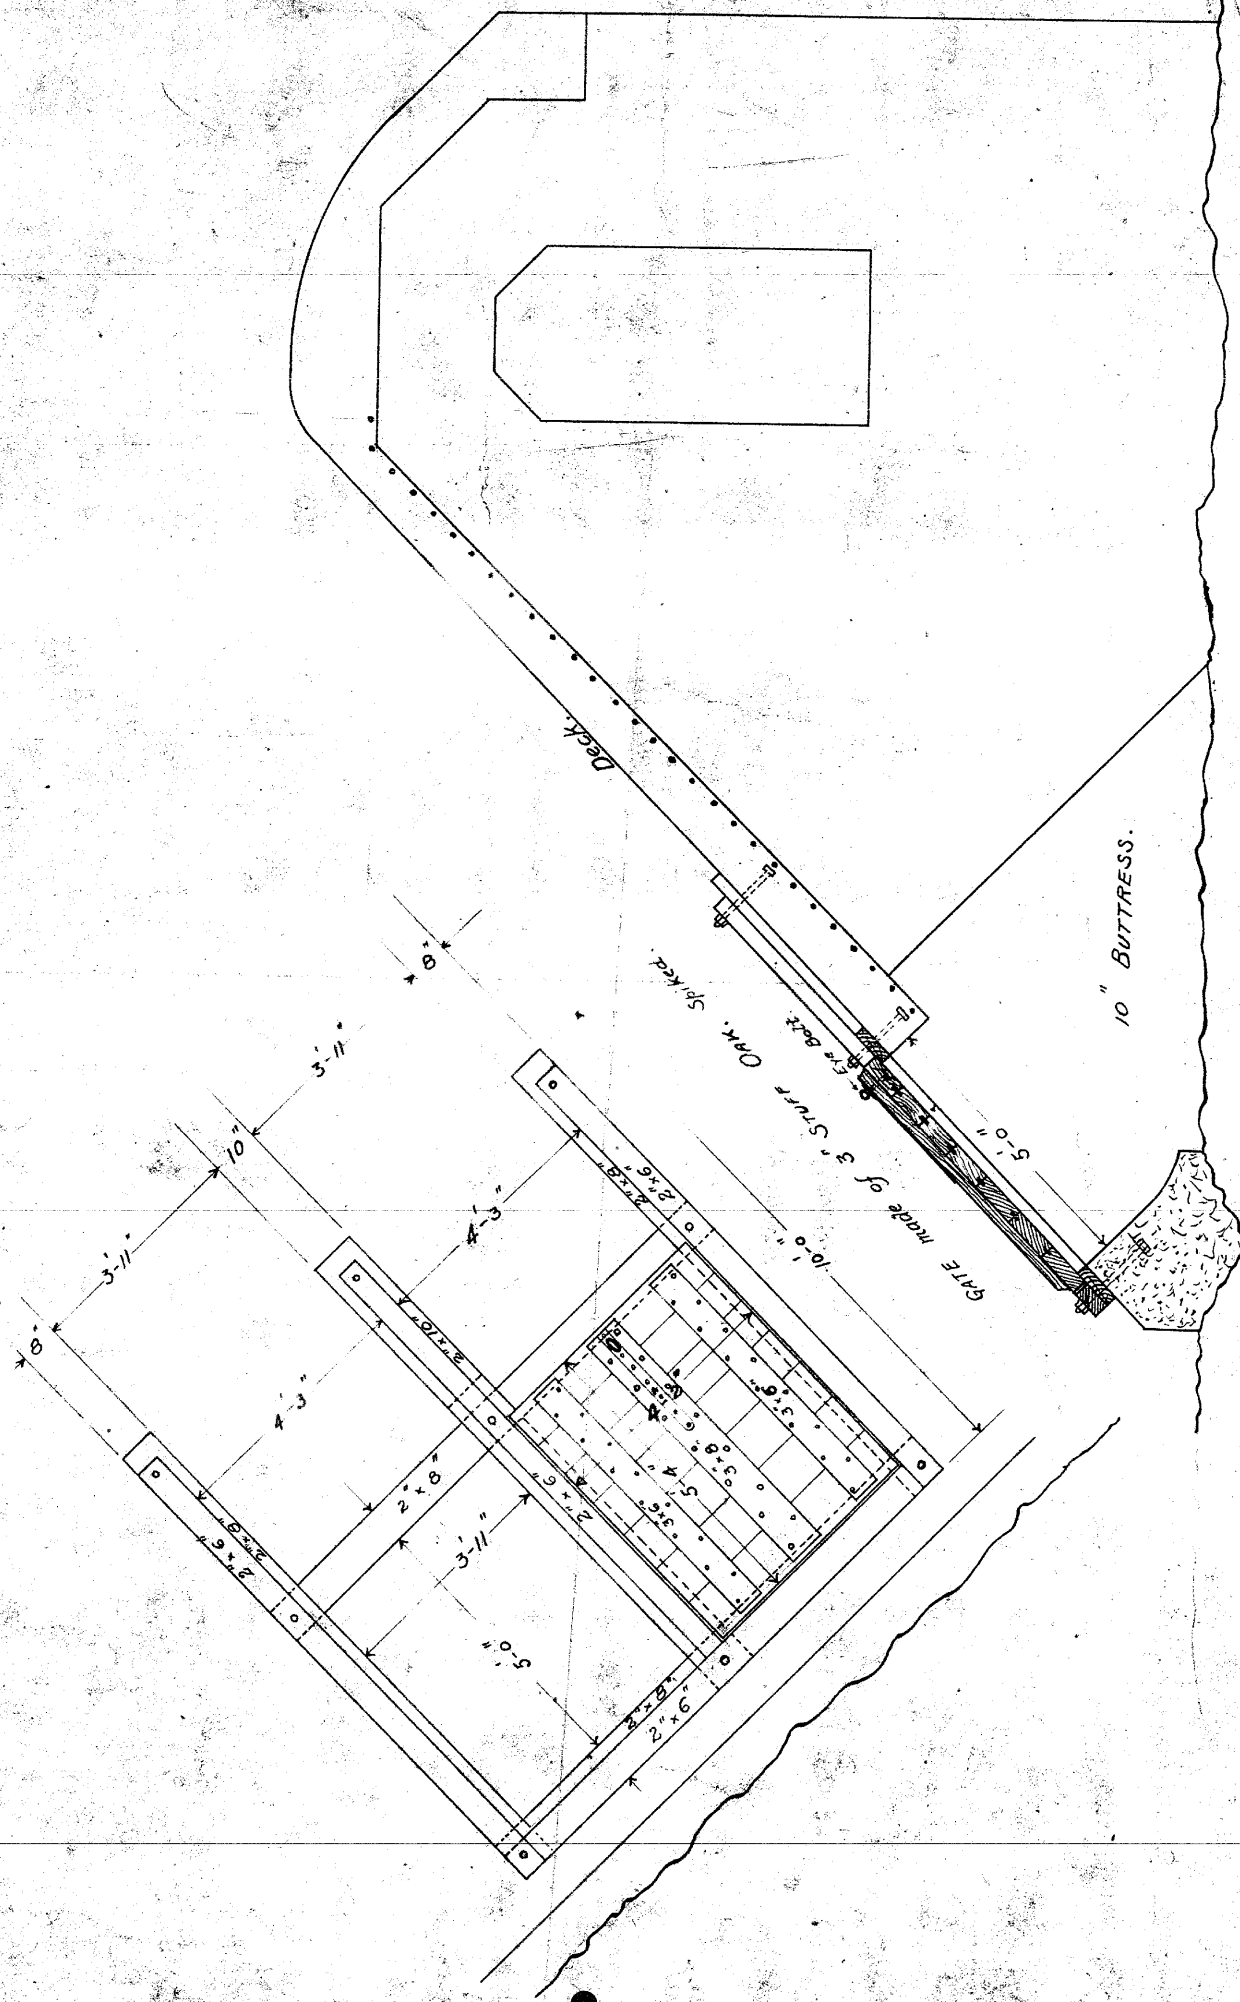 Deck.
10" BUTTRESS.
GATE made of 3" STUFF OAK. Spiked
Eye Bolt.
5'-0"
8"
3'-11"
10"
3'-11"
8"
4'-3"
4'-3"
2"x8"
2"x6"
10'-0"
2"x10"
2"x6"
2"x8"
2"x6"
2"x8"
3'-11"
5'-0"
2"x6"
3"x6"
3"x8"
3"x6"
5'4"